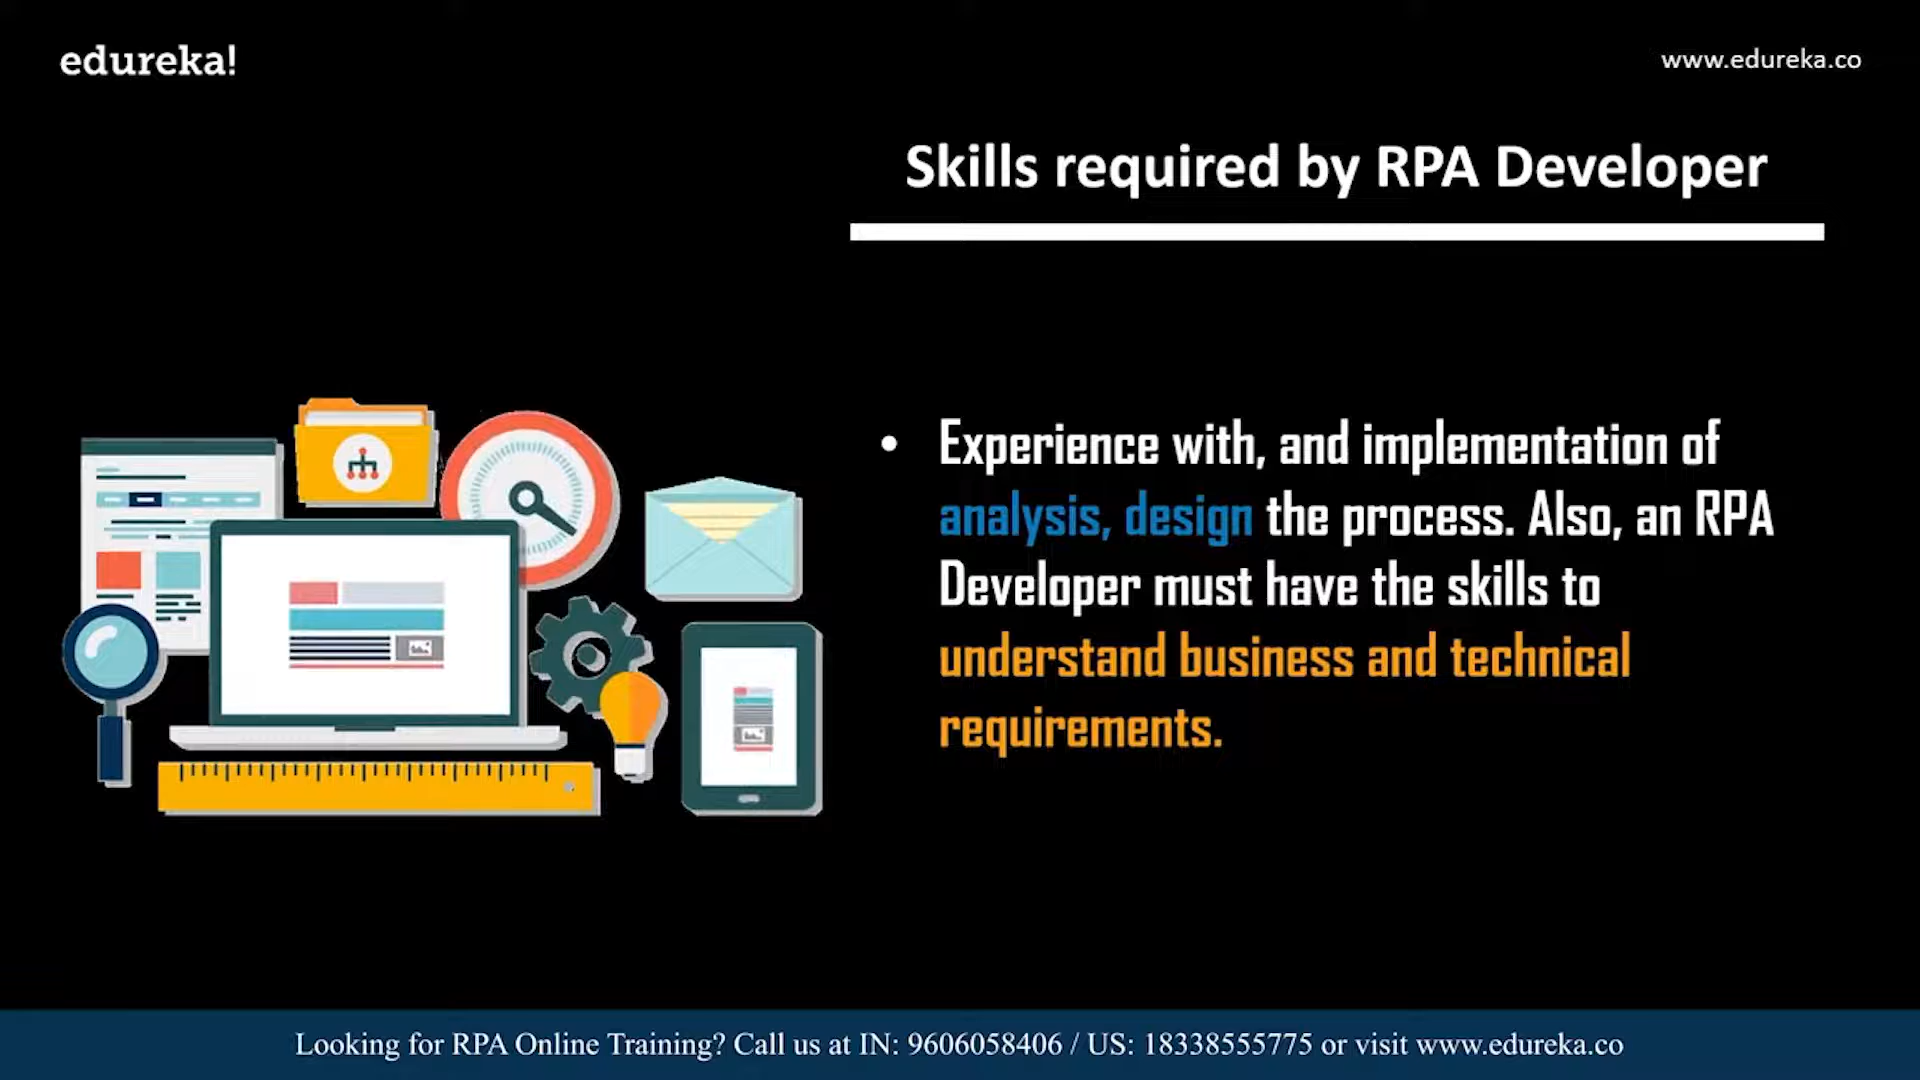 edureka!
www.edureka.co
Skills required by RPA Developer
• Experience with, and implementation of
analysis, design the process. Also, an RPA
Developer must have the skills to
understand business and technical
requirements.
Looking for RPA Online Training? Call us at IN: 9606058406 / US: 18338555775 or visit www.edureka.co